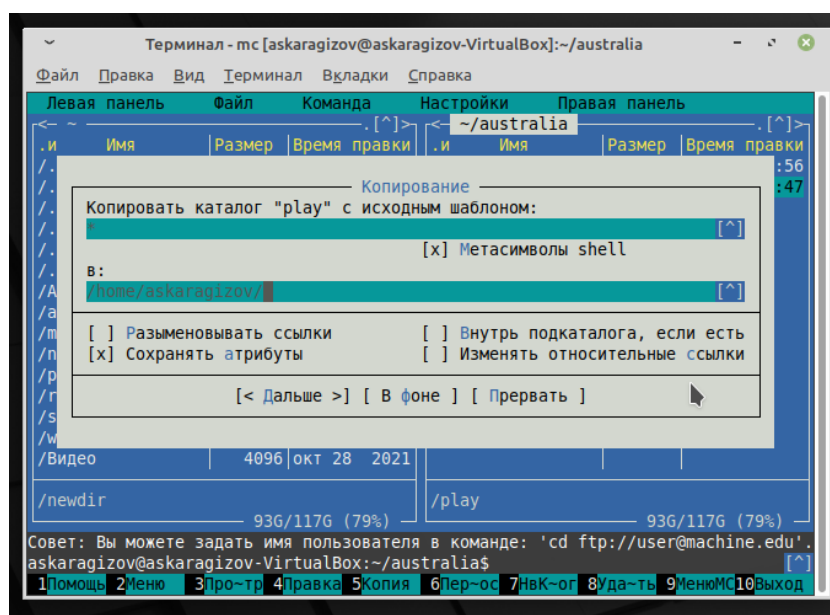 Терминал - mc [askaragizov@askaragizov-VirtualBox]:~/australia
Файл Правка Вид Терминал Вкладки Справка
Левая панель Файл Команда Настройки Правая панель
<— ~ .[^]> <— ~/australia .[^]>
.и Имя Размер Время правки .и Имя Размер Время правки
/. :56
/. :47
/.
/.
/.
/.
/A
/a
/m
/n
/p
/r
/s
/w
Копирование
Копировать каталог "play" с исходным шаблоном:
* [^]
[x] Метасимволы shell
в:
/home/askaragizov/ [^]
[ ] Разыменовывать ссылки [ ] Внутрь подкаталога, если есть
[x] Сохранять атрибуты [ ] Изменять относительные ссылки
[< Дальше >] [ В фоне ] [ Прервать ]
/Видео 4096 окт 28 2021
/newdir /play
93G/117G (79%) 93G/117G (79%)
Совет: Вы можете задать имя пользователя в команде: 'cd ftp://user@machine.edu'.
askaragizov@askaragizov-VirtualBox:~/australia$ [^]
1Помощь 2Меню 3Про~тр 4Правка 5Копия 6Пер~ос 7НвК~ог 8Уда~ть 9МенюMC 10Выход